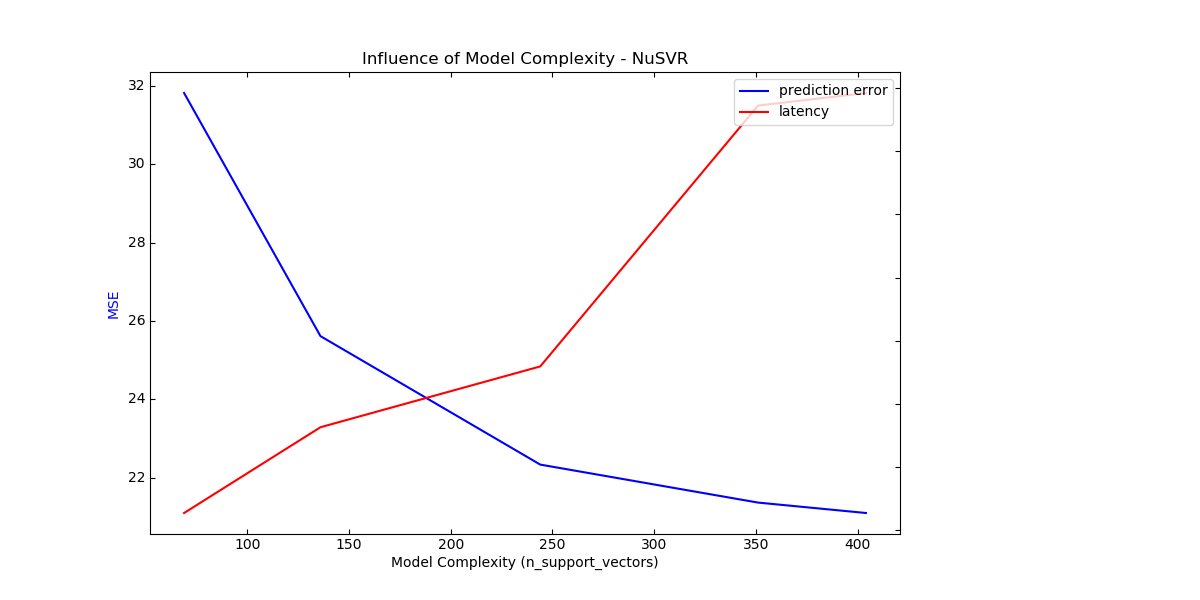 Influence of Model Complexity - NuSVR
prediction error
latency
32
30
28
26
24
22
MSE
100
150
200
250
300
350
400
Model Complexity (n_support_vectors)